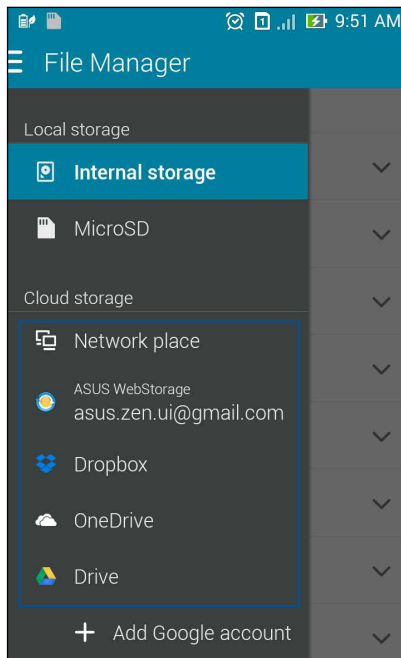 1 9:51 AM
File Manager
Local storage
Internal storage
MicroSD
Cloud storage
Network place
ASUS WebStorage
asus.zen.ui@gmail.com
Dropbox
OneDrive
Drive
+ Add Google account